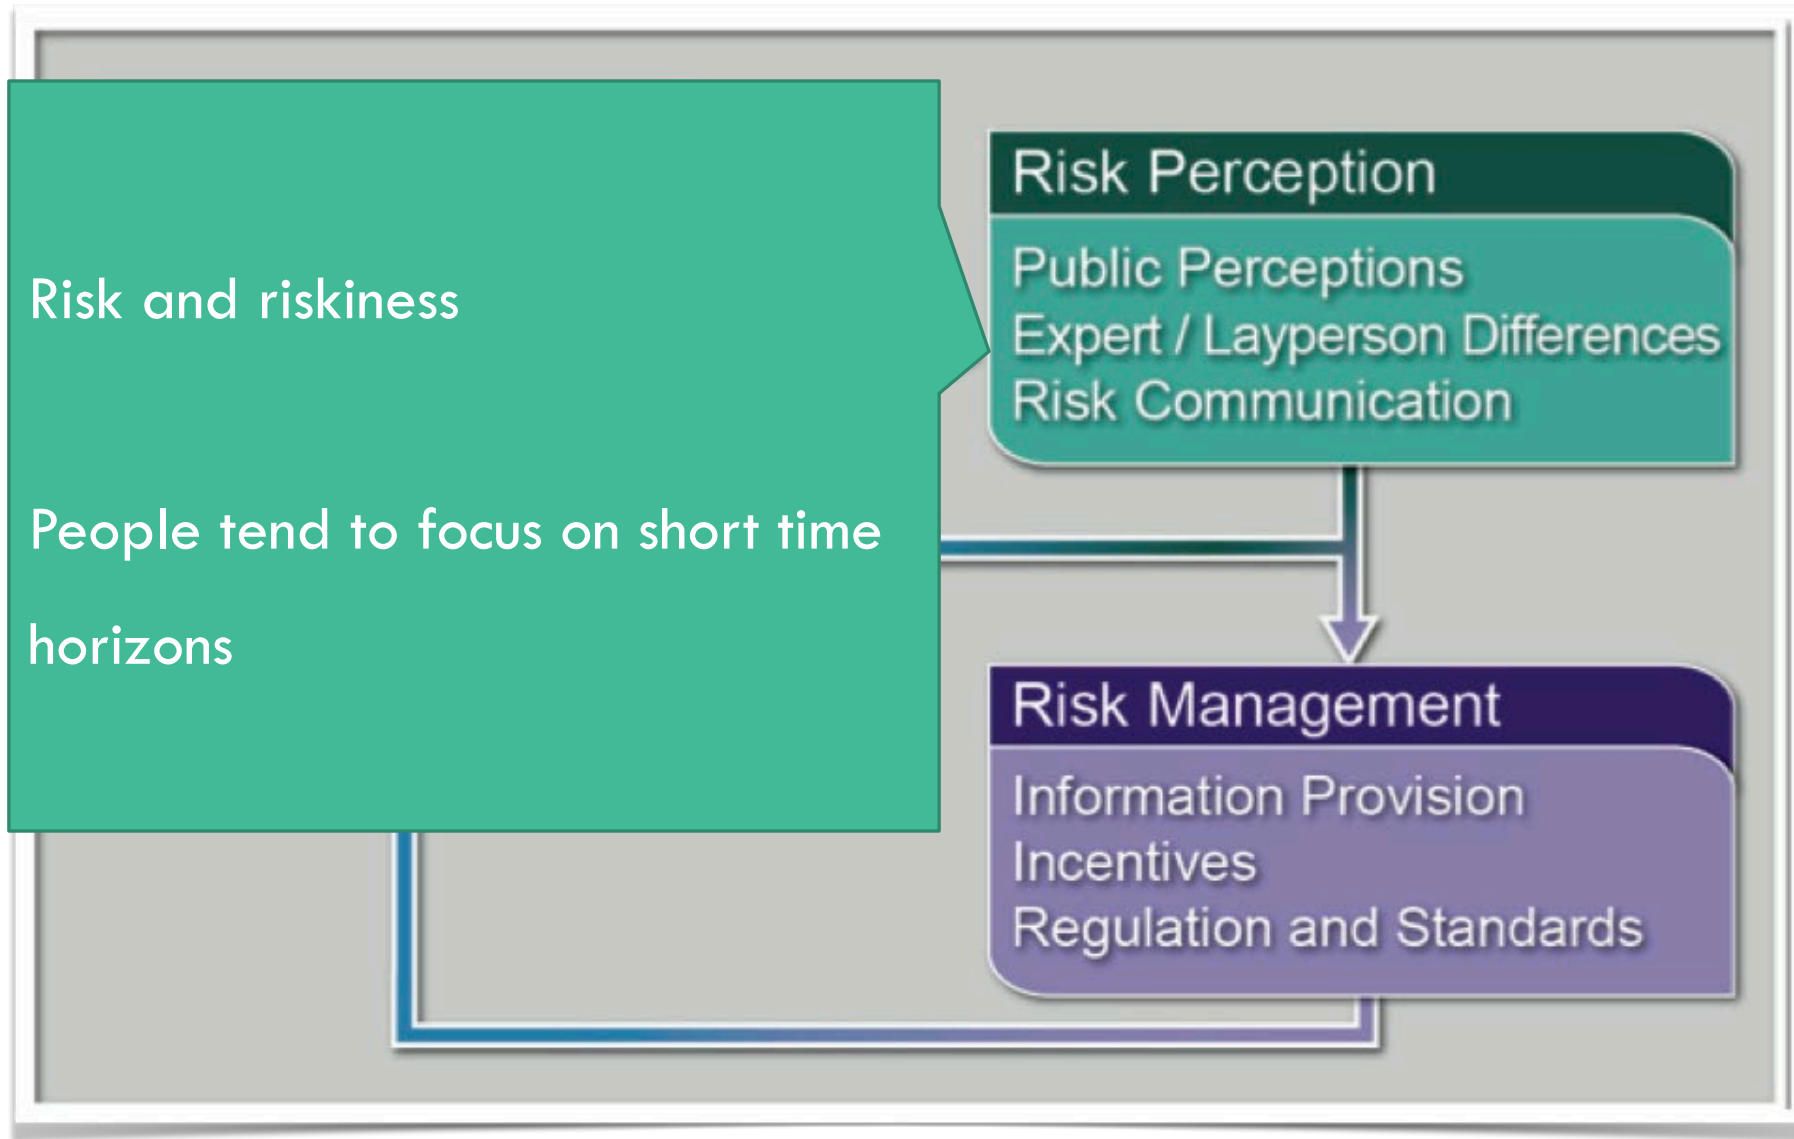 Risk and riskiness
People tend to focus on short time
horizons
Risk Perception
Public Perceptions
Expert / Layperson Differences
Risk Communication
Risk Management
Information Provision
Incentives
Regulation and Standards